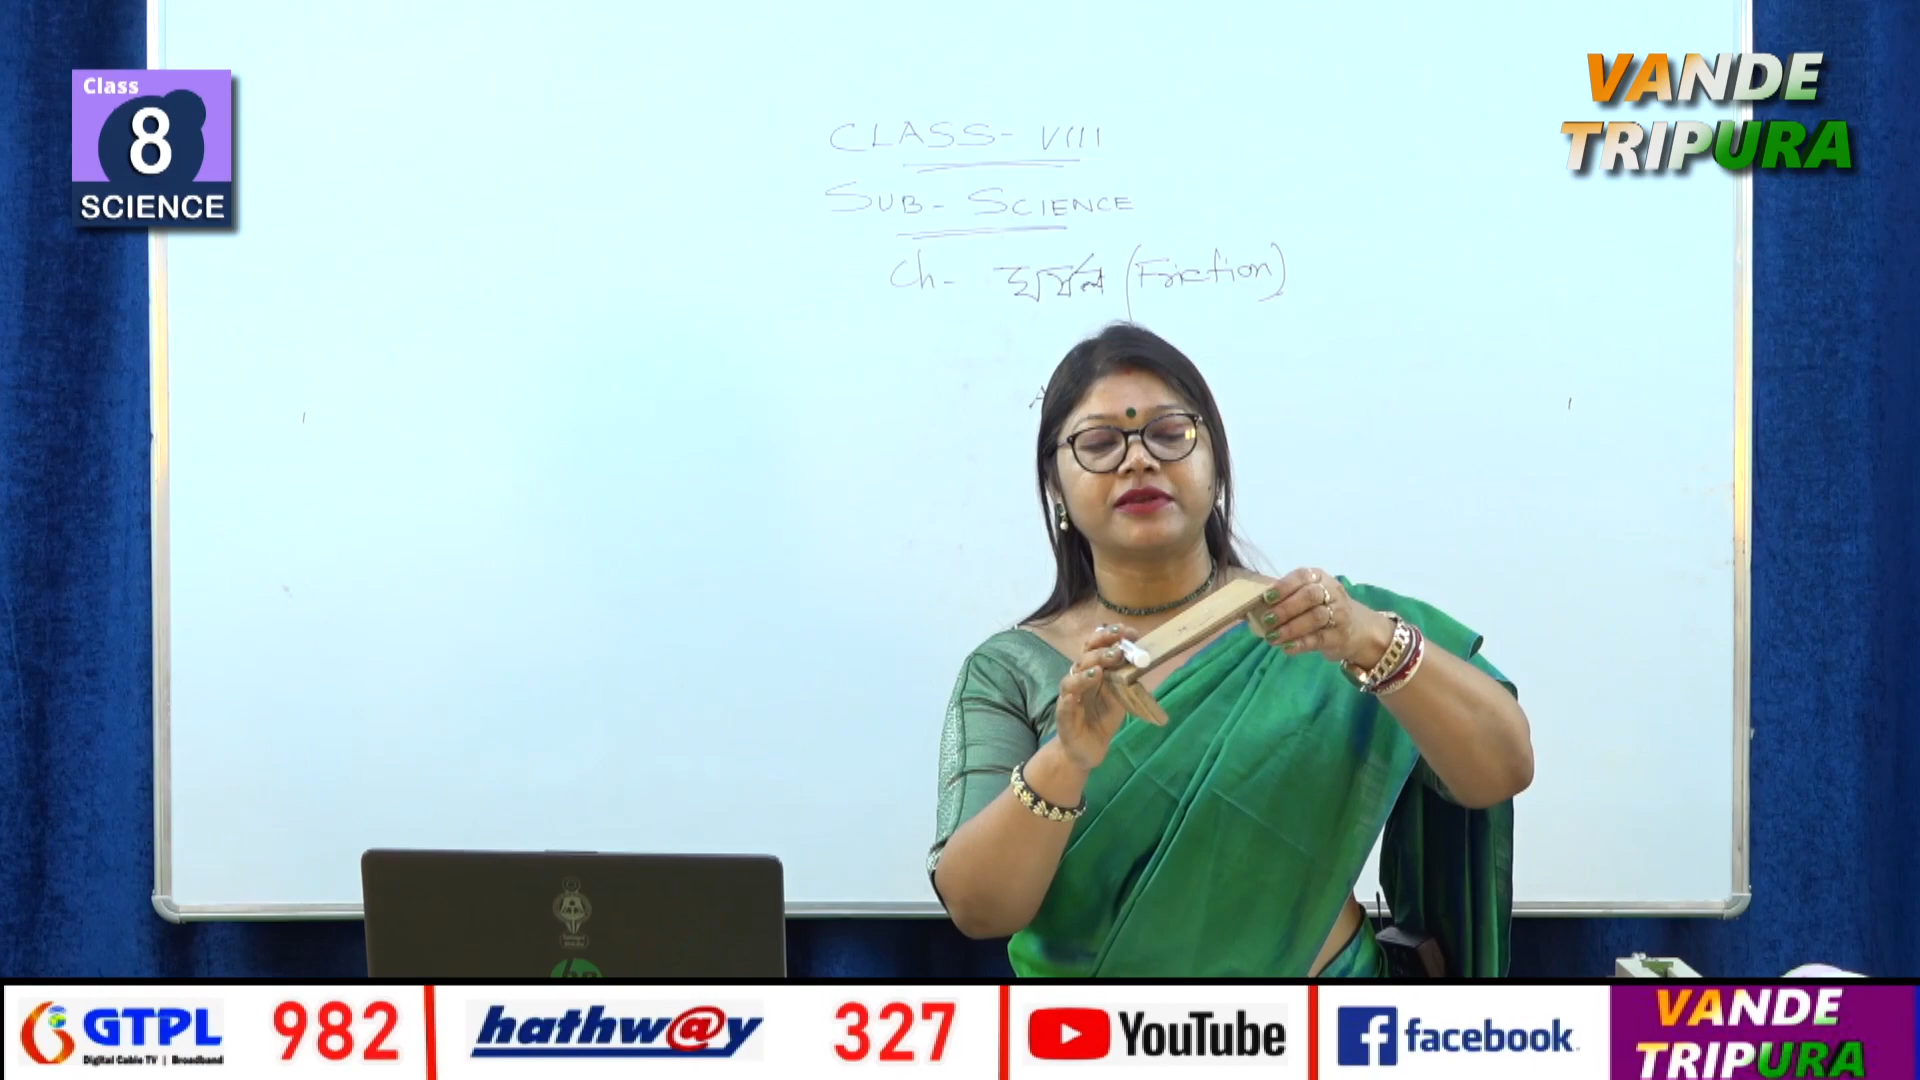 Class
8
SCIENCE
VANDE
TRIPURA
CLASS- VIII
SUB- SCIENCE
Ch- ঘর্ষণ (Friction)
hp
GTPL
Digital Cable TV | Broadband
982
hathw@y
327
YouTube
facebook
VANDE
TRIPURA